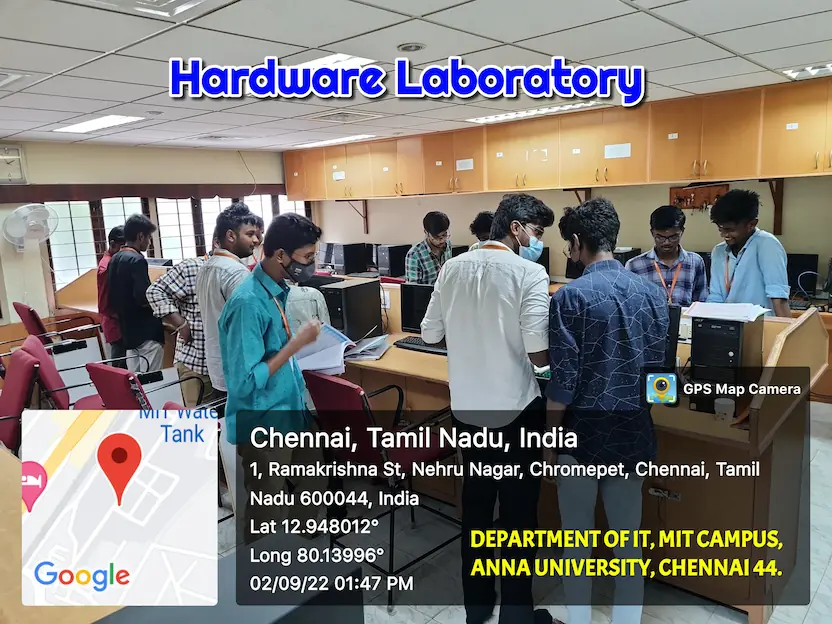 Hardware Laboratory
GPS Map Camera
MIT Wate
Tank
Google
Chennai, Tamil Nadu, India
1, Ramakrishna St, Nehru Nagar, Chromepet, Chennai, Tamil
Nadu 600044, India
Lat 12.948012°
Long 80.13996°
02/09/22 01:47 PM
DEPARTMENT OF IT, MIT CAMPUS,
ANNA UNIVERSITY, CHENNAI 44.